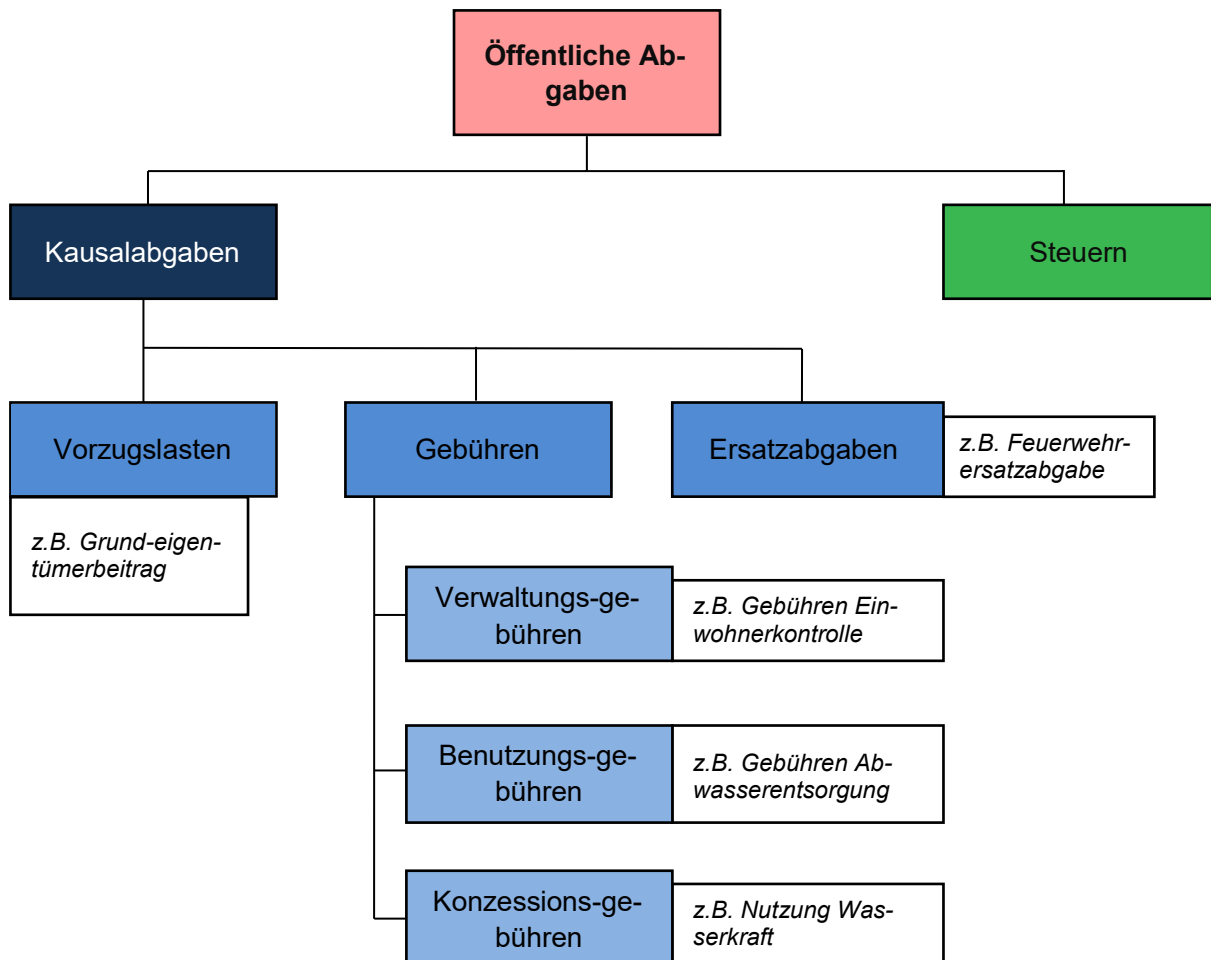 Öffentliche Ab-
gaben
Kausalabgaben
Steuern
Vorzugslasten
Gebühren
Ersatzabgaben
z.B. Feuerwehr-
ersatzabgabe
z.B. Grund-eigen-
tümerbeitrag
Verwaltungs-ge-
bühren
z.B. Gebühren Ein-
wohnerkontrolle
Benutzungs-ge-
bühren
z.B. Gebühren Ab-
wasserentsorgung
Konzessions-ge-
bühren
z.B. Nutzung Was-
serkraft